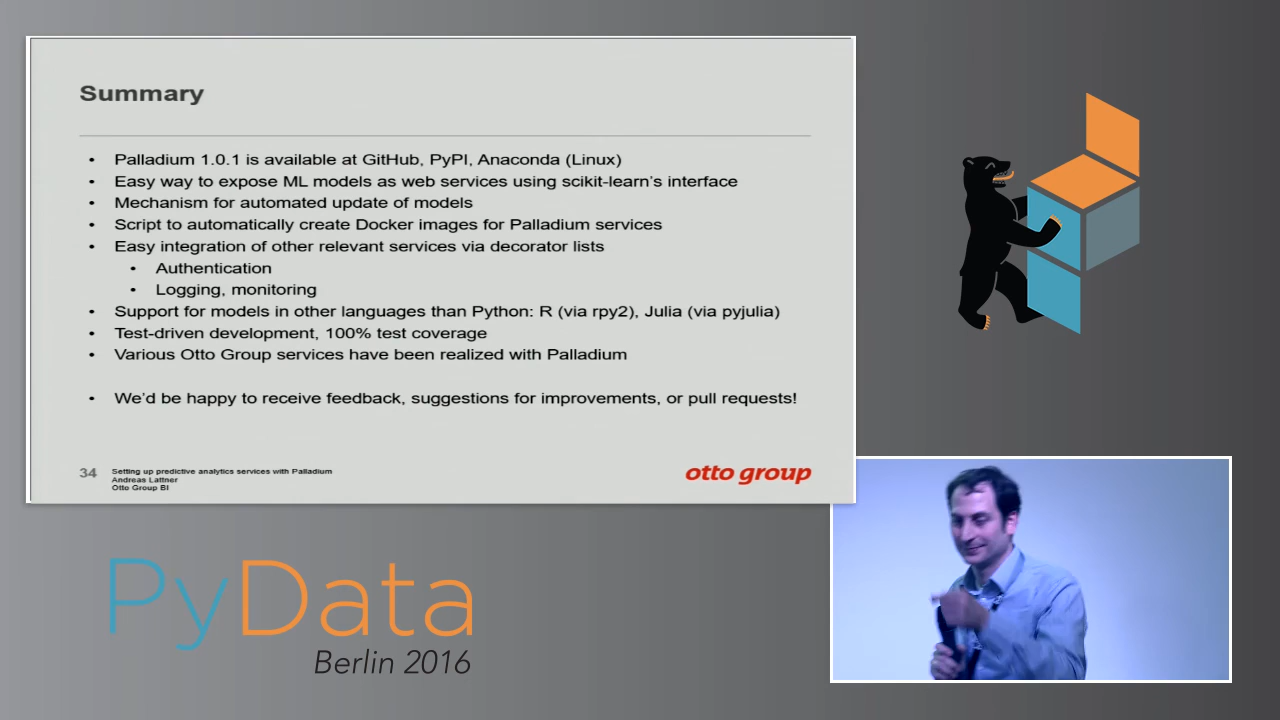 Summary
• Palladium 1.0.1 is available at GitHub, PyPI, Anaconda (Linux)
• Easy way to expose ML models as web services using scikit-learn's interface
• Mechanism for automated update of models
• Script to automatically create Docker images for Palladium services
• Easy integration of other relevant services via decorator lists
• Authentication
• Logging, monitoring
• Support for models in other languages than Python: R (via rpy2), Julia (via pyjulia)
• Test-driven development, 100% test coverage
• Various Otto Group services have been realized with Palladium
• We'd be happy to receive feedback, suggestions for improvements, or pull requests!
34
Setting up predictive analytics services with Palladium
Andreas Lattner
Otto Group BI
otto group
PyData
Berlin 2016